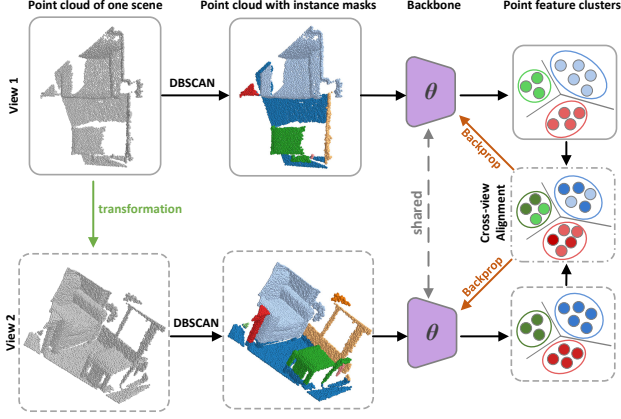 Point cloud of one scene
Point cloud with instance masks
Backbone
Point feature clusters
View 1
DBSCAN
θ
Backprop
transformation
shared
Cross-view
Alignment
Backprop
View 2
DBSCAN
θ